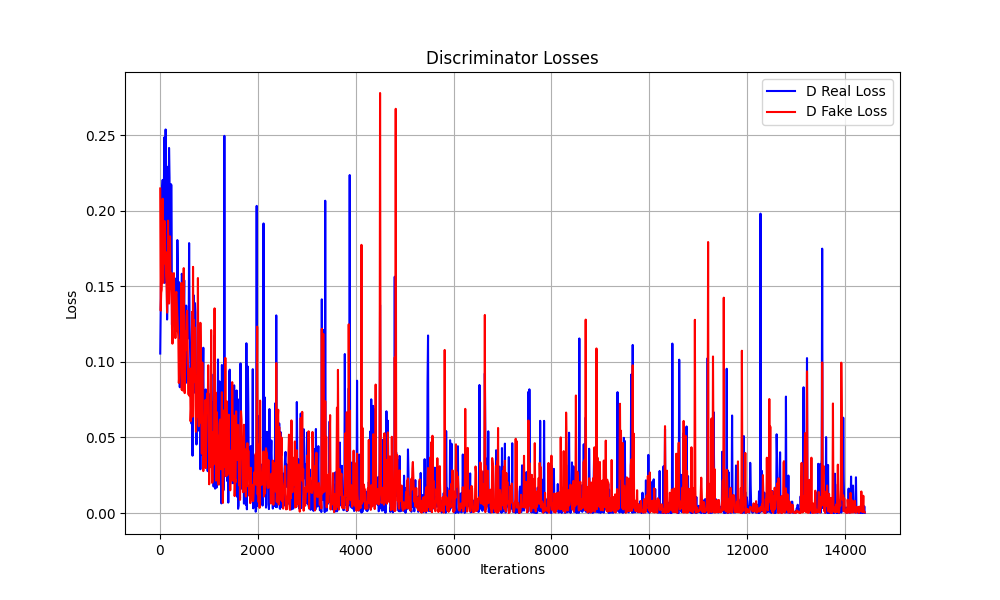 Discriminator Losses
D Real Loss
D Fake Loss
Loss
0.25
0.20
0.15
0.10
0.05
0.00
0 2000 4000 6000 8000 10000 12000 14000
Iterations